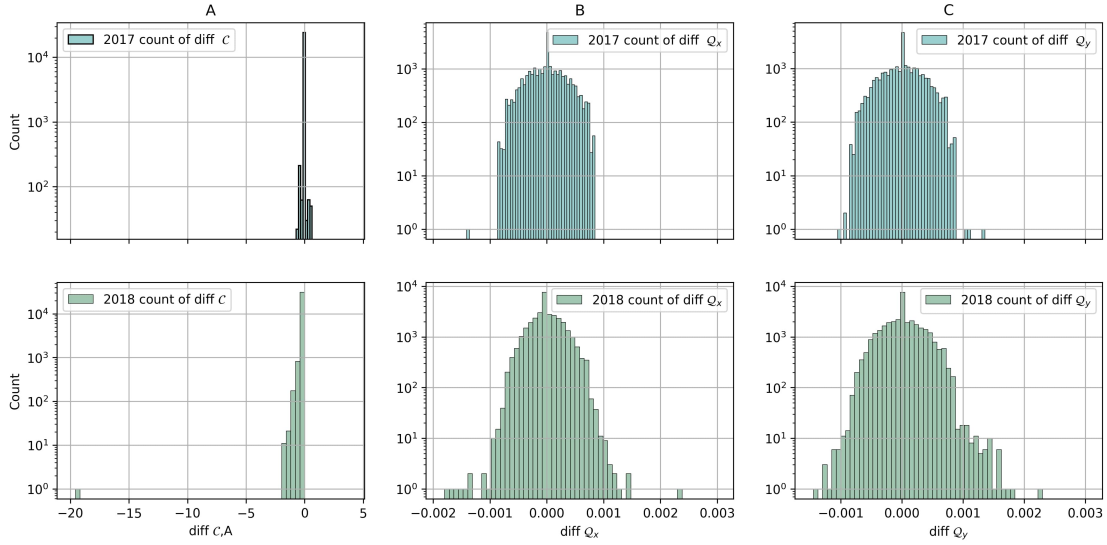 A
B
C
2017 count of diff 𝒞
2017 count of diff 𝒬ₓ
2017 count of diff 𝒬_y
Count
10⁴
10³
10²
10³
10²
10¹
10⁰
10³
10²
10¹
10⁰
2018 count of diff 𝒞
2018 count of diff 𝒬ₓ
2018 count of diff 𝒬_y
Count
10⁴
10³
10²
10¹
10⁰
10⁴
10³
10²
10¹
10⁰
10⁴
10³
10²
10¹
10⁰
−20 −15 −10 −5 0 5
−0.002 −0.001 0.000 0.001 0.002 0.003
−0.001 0.000 0.001 0.002 0.003
diff 𝒞,A
diff 𝒬ₓ
diff 𝒬_y